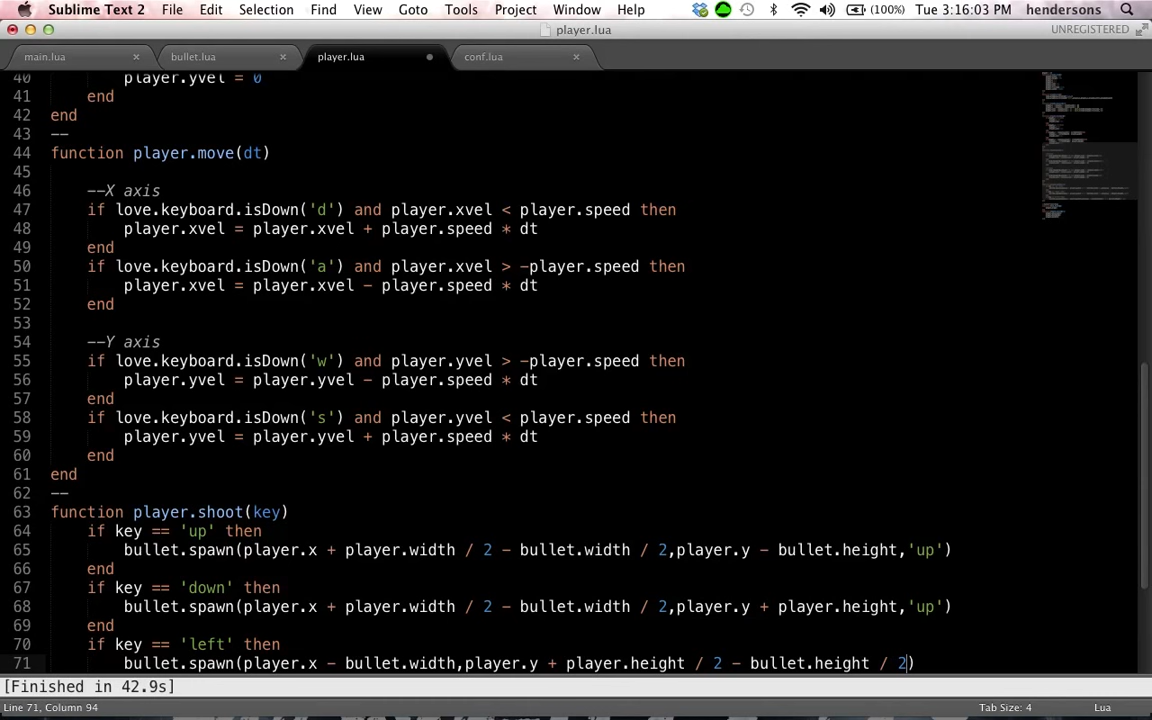 Sublime Text 2 File Edit Selection Find View Goto Tools Project Window Help (100%) Tue 3:16:03 PM hendersons
player.lua UNREGISTERED
main.lua × bullet.lua × player.lua conf.lua ×
40 player.yvel = 0
41 end
42 end
43 --
44 function player.move(dt)
45
46 --X axis
47 if love.keyboard.isDown('d') and player.xvel < player.speed then
48 player.xvel = player.xvel + player.speed * dt
49 end
50 if love.keyboard.isDown('a') and player.xvel > -player.speed then
51 player.xvel = player.xvel - player.speed * dt
52 end
53
54 --Y axis
55 if love.keyboard.isDown('w') and player.yvel > -player.speed then
56 player.yvel = player.yvel - player.speed * dt
57 end
58 if love.keyboard.isDown('s') and player.yvel < player.speed then
59 player.yvel = player.yvel + player.speed * dt
60 end
61 end
62 --
63 function player.shoot(key)
64 if key == 'up' then
65 bullet.spawn(player.x + player.width / 2 - bullet.width / 2,player.y - bullet.height,'up')
66 end
67 if key == 'down' then
68 bullet.spawn(player.x + player.width / 2 - bullet.width / 2,player.y + player.height,'up')
69 end
70 if key == 'left' then
71 bullet.spawn(player.x - bullet.width,player.y + player.height / 2 - bullet.height / 2)
[Finished in 42.9s]
Line 71, Column 94 Tab Size: 4 Lua